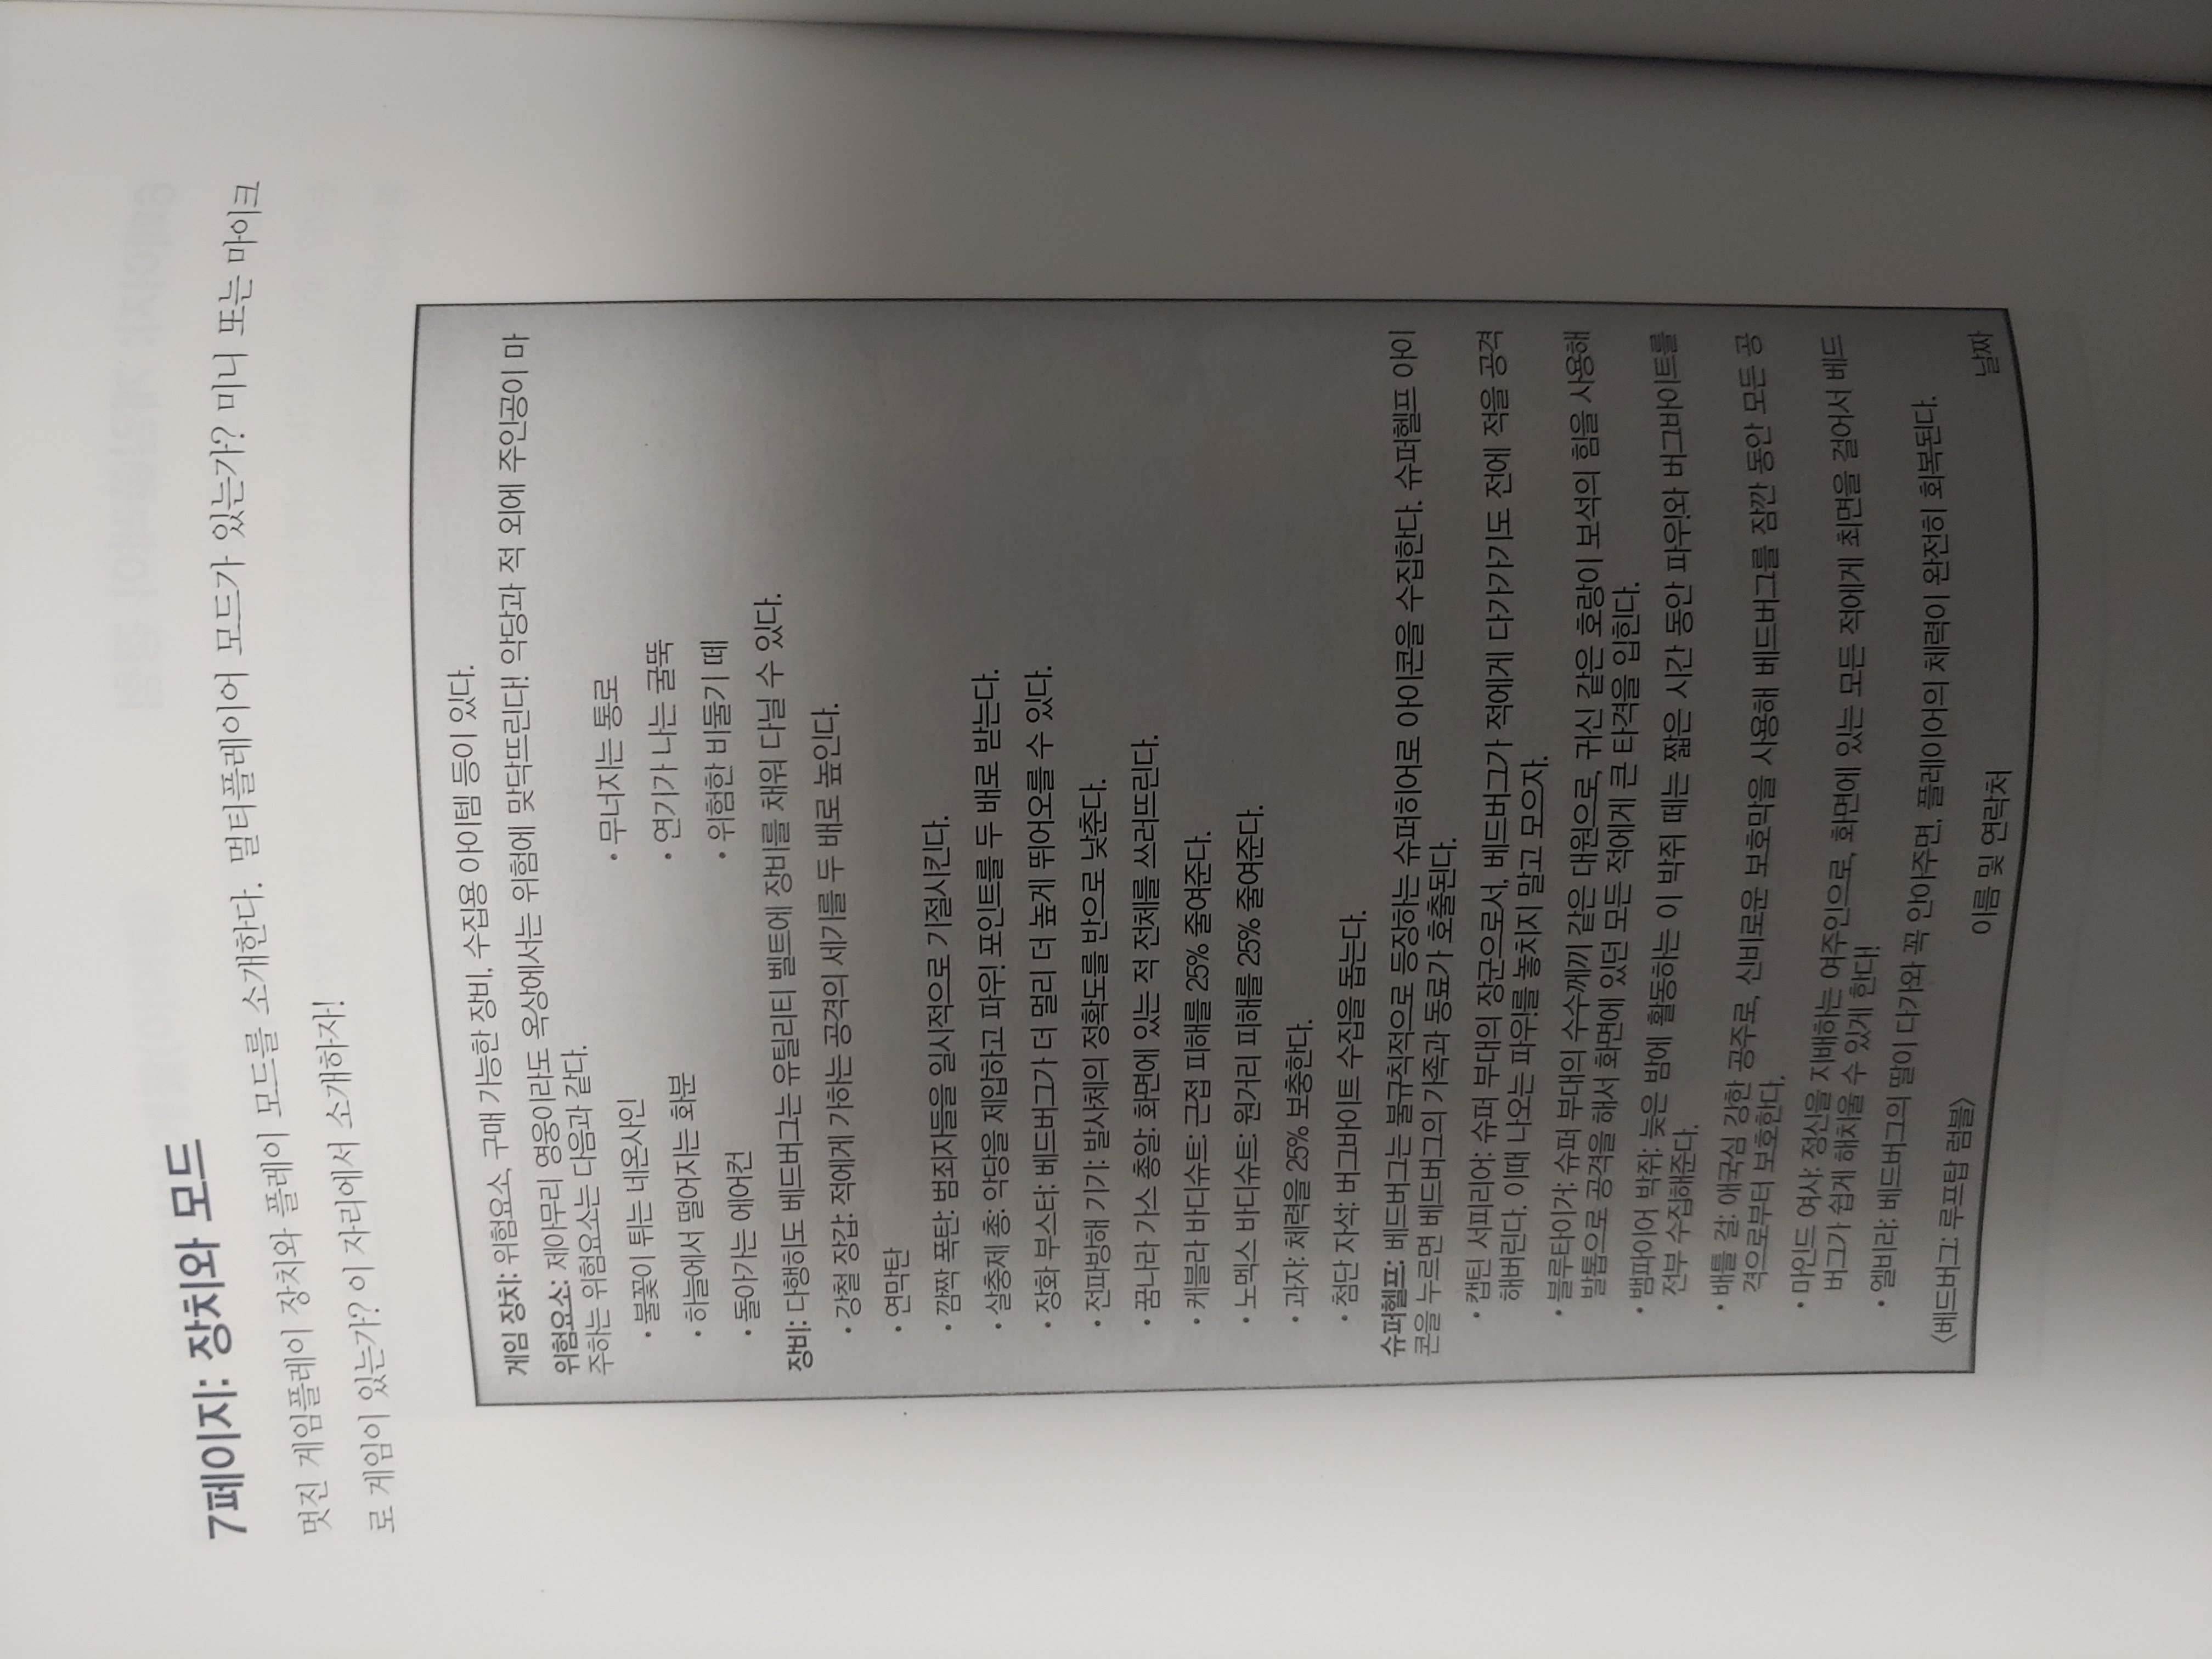 7페이지: 장치와 모드
멋진 게임플레이 장치와 플레이 모드를 소개한다. 멀티플레이어 모드가 있는가? 미니 또는 마이크
로 게임이 있는가? 이 자리에서 소개하자!
게임 장치: 위험요소, 구매 가능한 장비, 수집용 아이템 등이 있다.
위험요소: 제아무리 영웅이라도 옥상에서는 위험에 맞닥뜨린다! 악당과 적 외에 주인공이 마
주하는 위험요소는 다음과 같다.
• 불꽃이 튀는 네온사인
• 하늘에서 떨어지는 화분
• 돌아가는 에어컨
• 무너지는 통로
• 연기가 나는 굴뚝
• 위험한 비둘기 떼
장비: 다행히도 베드버그는 유틸리티 벨트에 장비를 채워 다닐 수 있다.
• 강철 장갑: 적에게 가하는 공격의 세기를 두 배로 높인다.
• 연막탄
• 깜짝 폭탄: 범죄자들을 일시적으로 기절시킨다.
• 살충제 총: 악당을 제압하고 파우! 포인트를 두 배로 받는다.
• 장화 부스터: 베드버그가 더 멀리 더 높게 뛰어오를 수 있다.
• 전파방해 기기: 발사체의 정확도를 반으로 낮춘다.
• 꿈나라 가스 총알: 화면에 있는 적 전체를 쓰러뜨린다.
• 케블라 바디슈트: 근접 피해를 25% 줄여준다.
• 노멕스 바디슈트: 원거리 피해를 25% 줄여준다.
• 과자: 체력을 25% 보충한다.
• 첨단 자석: 버그바이트 수집을 돕는다.
슈퍼헬프: 베드버그는 불규칙적으로 등장하는 슈퍼히어로 아이콘을 수집한다. 슈퍼헬프 아이
콘을 누르면 베드버그의 가족과 동료가 호출된다.
• 캡틴 서피리어: 슈퍼 부대의 장군으로서, 베드버그가 적에게 다가가기도 전에 적을 공격
해버린다. 이때 나오는 파우!를 놓치지 말고 모으자.
• 블루타이거: 슈퍼 부대의 수수께끼 같은 대원으로, 귀신 같은 호랑이 보석의 힘을 사용해
발톱으로 공격을 해서 화면에 있던 모든 적에게 큰 타격을 입힌다.
• 뱀파이어 박쥐: 늦은 밤에 활동하는 이 박쥐 떼는 짧은 시간 동안 파우!와 버그바이트를
전부 수집해준다.
• 배틀 걸: 애국심 강한 공주로, 신비로운 보호막을 사용해 베드버그를 잠깐 동안 모든 공
격으로부터 보호한다.
• 마인드 여사: 정신을 지배하는 여주인으로, 화면에 있는 모든 적에게 최면을 걸어서 베드
버그가 쉽게 해치울 수 있게 한다!
• 엘비라: 베드버그의 딸이 다가와 꼭 안아주면, 플레이어의 체력이 완전히 회복된다.
〈베드버그: 루프탑 럼블〉 이름 및 연락처 날짜